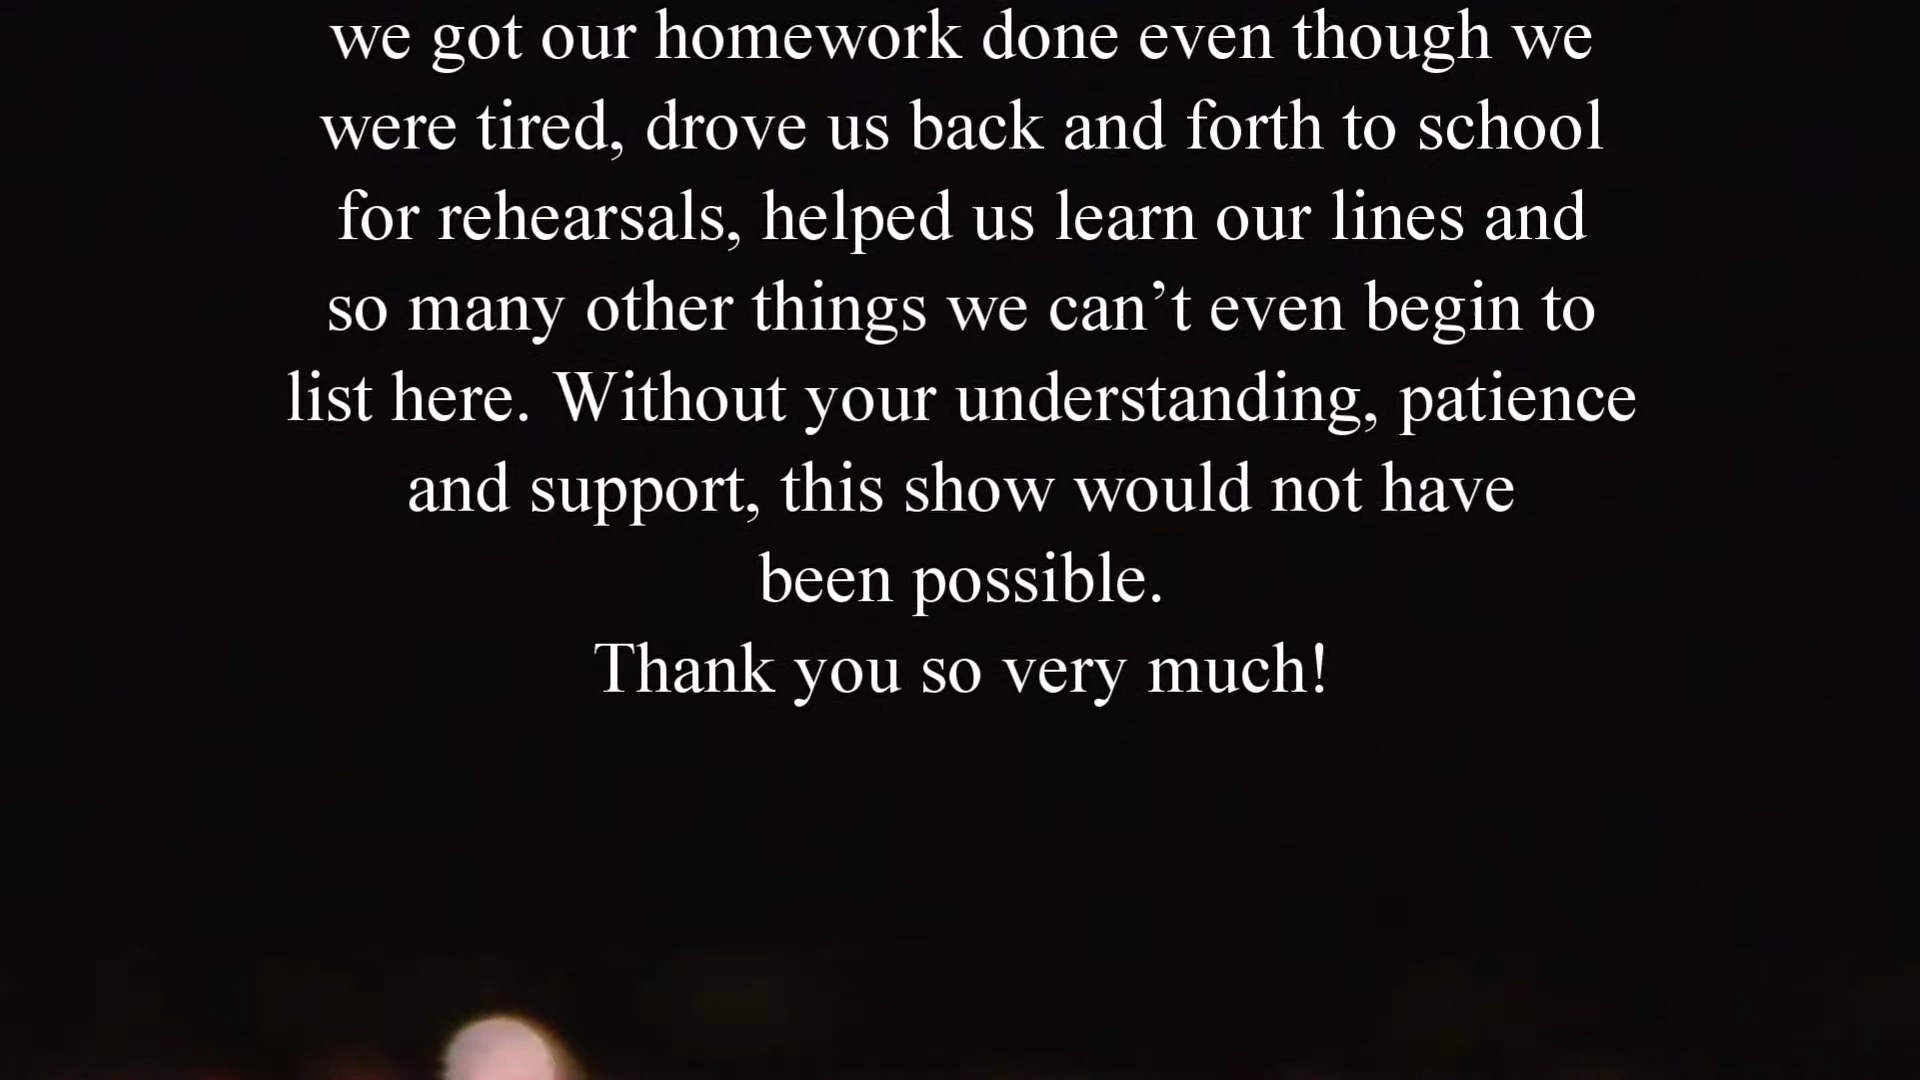 we got our homework done even though we
were tired, drove us back and forth to school
for rehearsals, helped us learn our lines and
so many other things we can’t even begin to
list here. Without your understanding, patience
and support, this show would not have
been possible.
Thank you so very much!